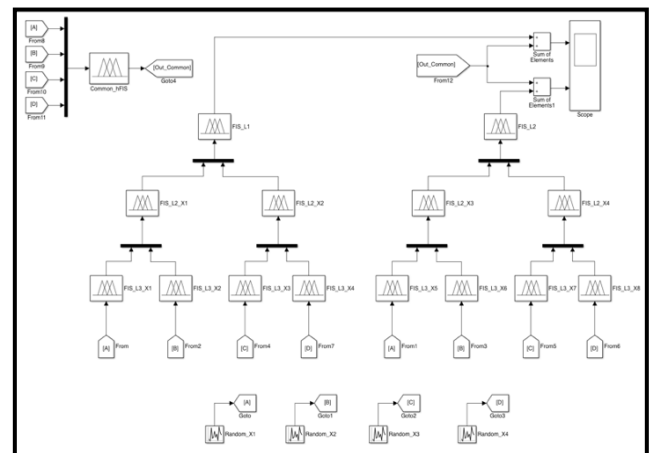 [A]
From8
[B]
From9
[C]
From10
[D]
From11
Common_hFIS
[Out_Common]
Goto4
[Out_Common]
From12
Sum of
Elements
Sum of
Elements1
Scope
FIS_L1
FIS_L2
FIS_L2_X1
FIS_L2_X2
FIS_L2_X3
FIS_L2_X4
FIS_L3_X1
FIS_L3_X2
FIS_L3_X3
FIS_L3_X4
FIS_L3_X5
FIS_L3_X6
FIS_L3_X7
FIS_L3_X8
[A] From
[B] From2
[C] From4
[D] From7
[A] From1
[B] From3
[C] From5
[D] From6
[A]
Goto
[B]
Goto1
[C]
Goto2
[D]
Goto3
Random_X1
Random_X2
Random_X3
Random_X4